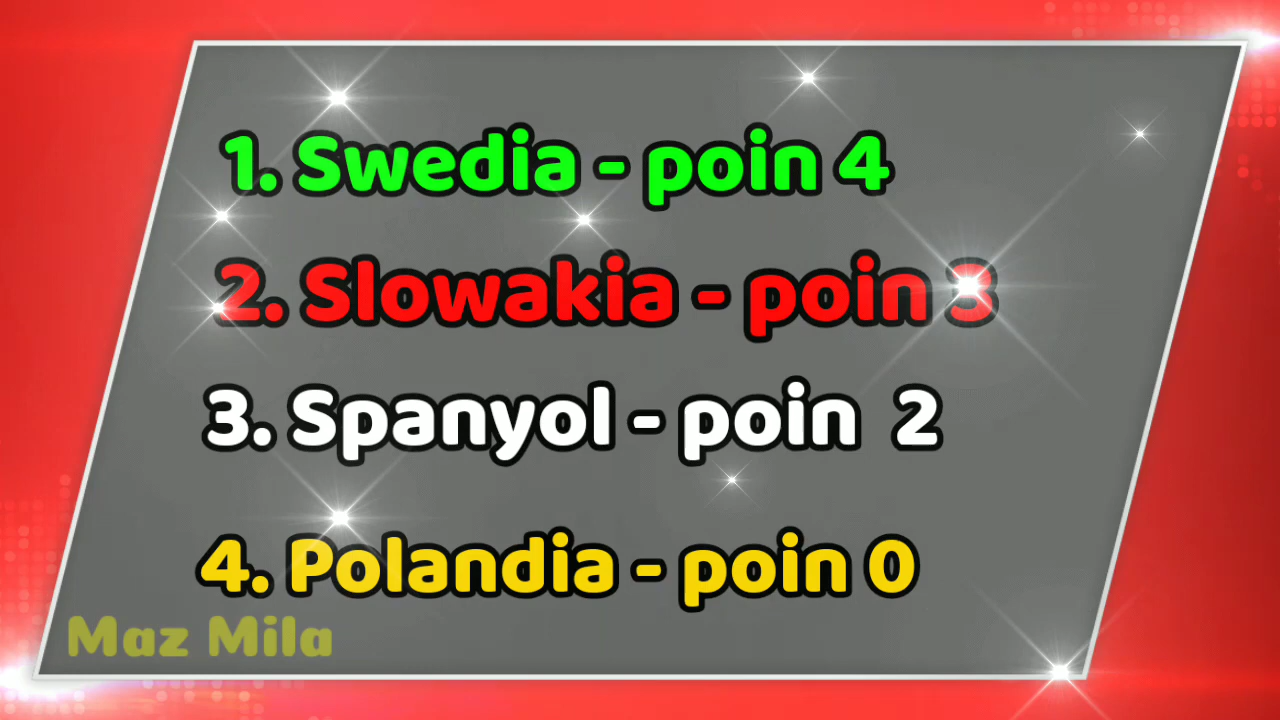 1. Swedia - poin 4
2. Slowakia - poin 3
3. Spanyol - poin 2
4. Polandia - poin 0
Maz Mila